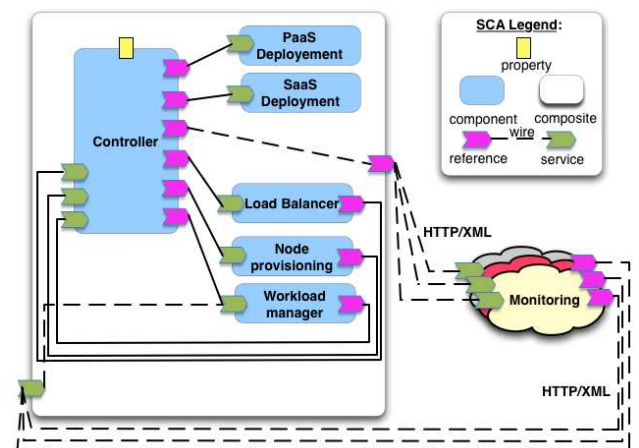 PaaS
Deployement
SaaS
Deployment
Controller
Load Balancer
Node
provisioning
Workload
manager
SCA Legend:
property
component
composite
wire
reference
service
HTTP/XML
Monitoring
HTTP/XML